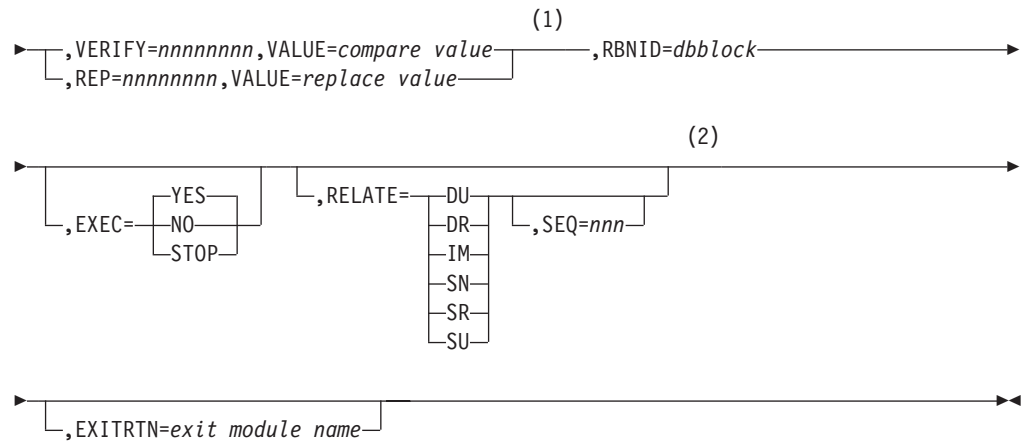 (1)
,VERIFY=nnnnnnnn,VALUE=compare value ,RBNID=dbblock
,REP=nnnnnnnn,VALUE=replace value
(2)
,EXEC= YES NO STOP
,RELATE= DU DR IM SN SR SU
,SEQ=nnn
,EXITRTN=exit module name